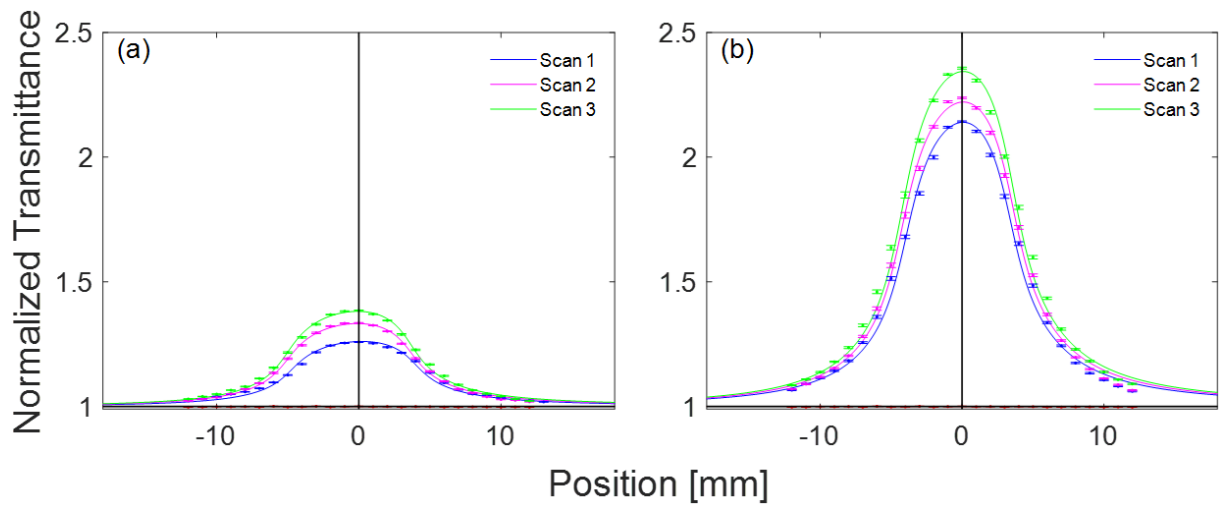 Normalized Transmittance
2.5
2
1.5
1
(a)
Scan 1
Scan 2
Scan 3
-10
0
10
2.5
2
1.5
1
(b)
Scan 1
Scan 2
Scan 3
-10
0
10
Position [mm]